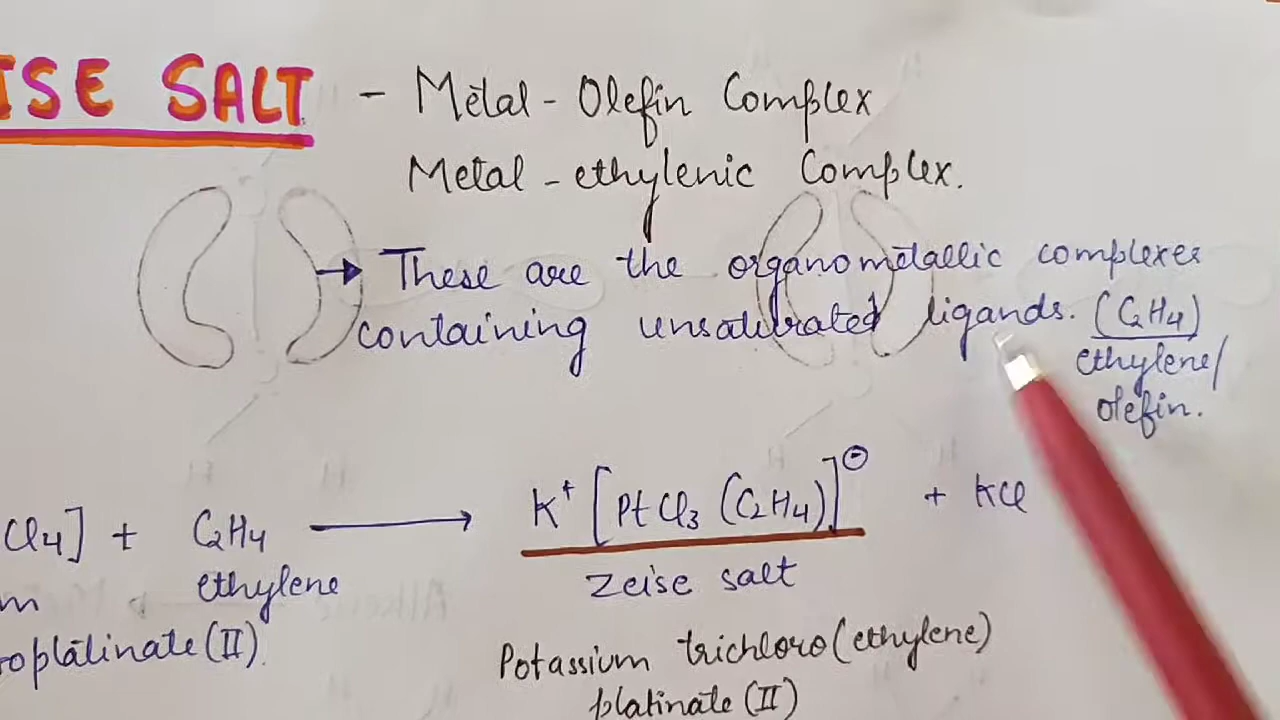 ISE SALT - Metal-Olefin Complex
Metal-ethylenic Complex.
These are the organometallic complexes
containing unsaturated ligands. (C2H4)
ethylene/
olefin.
Cl4] + C2H4 → K+ [PtCl3 (C2H4)]⊖ + KCl
ethylene
Zeise salt
oplatinate (II)
Potassium trichloro(ethylene)
platinate (II)